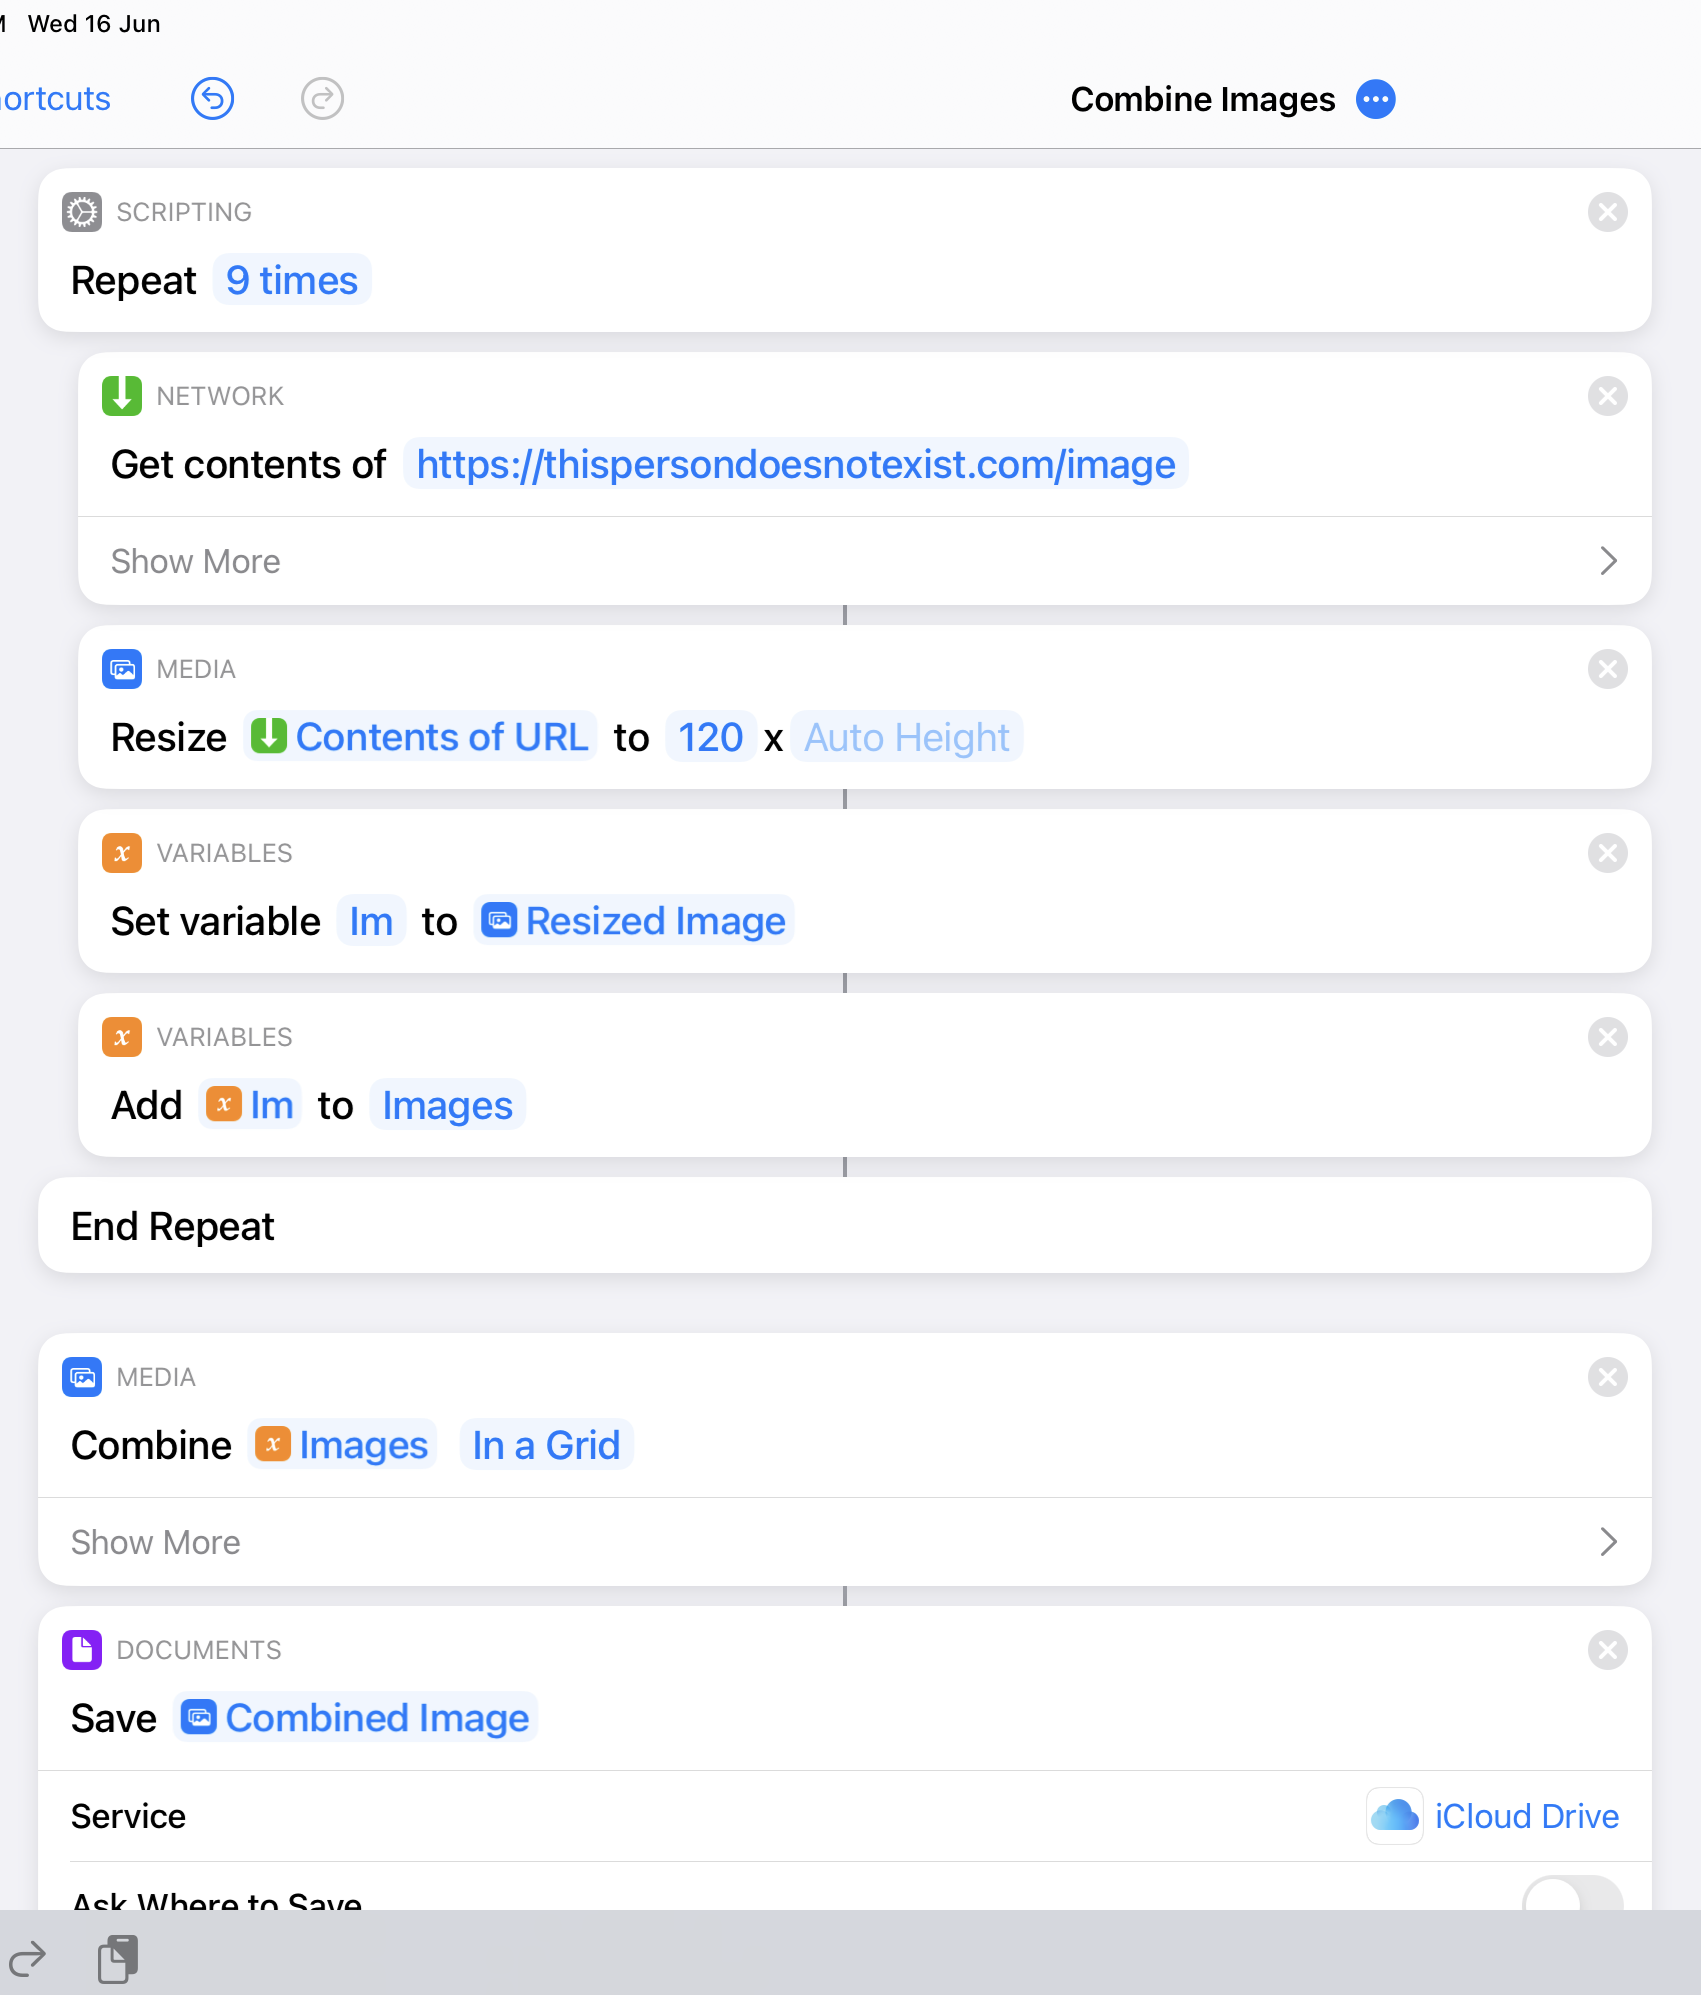 Wed 16 Jun
ortcuts
Combine Images
SCRIPTING
Repeat 9 times
NETWORK
Get contents of https://thispersondoesnotexist.com/image
Show More
MEDIA
Resize Contents of URL to 120 x Auto Height
x VARIABLES
Set variable Im to Resized Image
x VARIABLES
Add x Im to Images
End Repeat
MEDIA
Combine x Images In a Grid
Show More
DOCUMENTS
Save Combined Image
Service iCloud Drive
Ask Where to Save